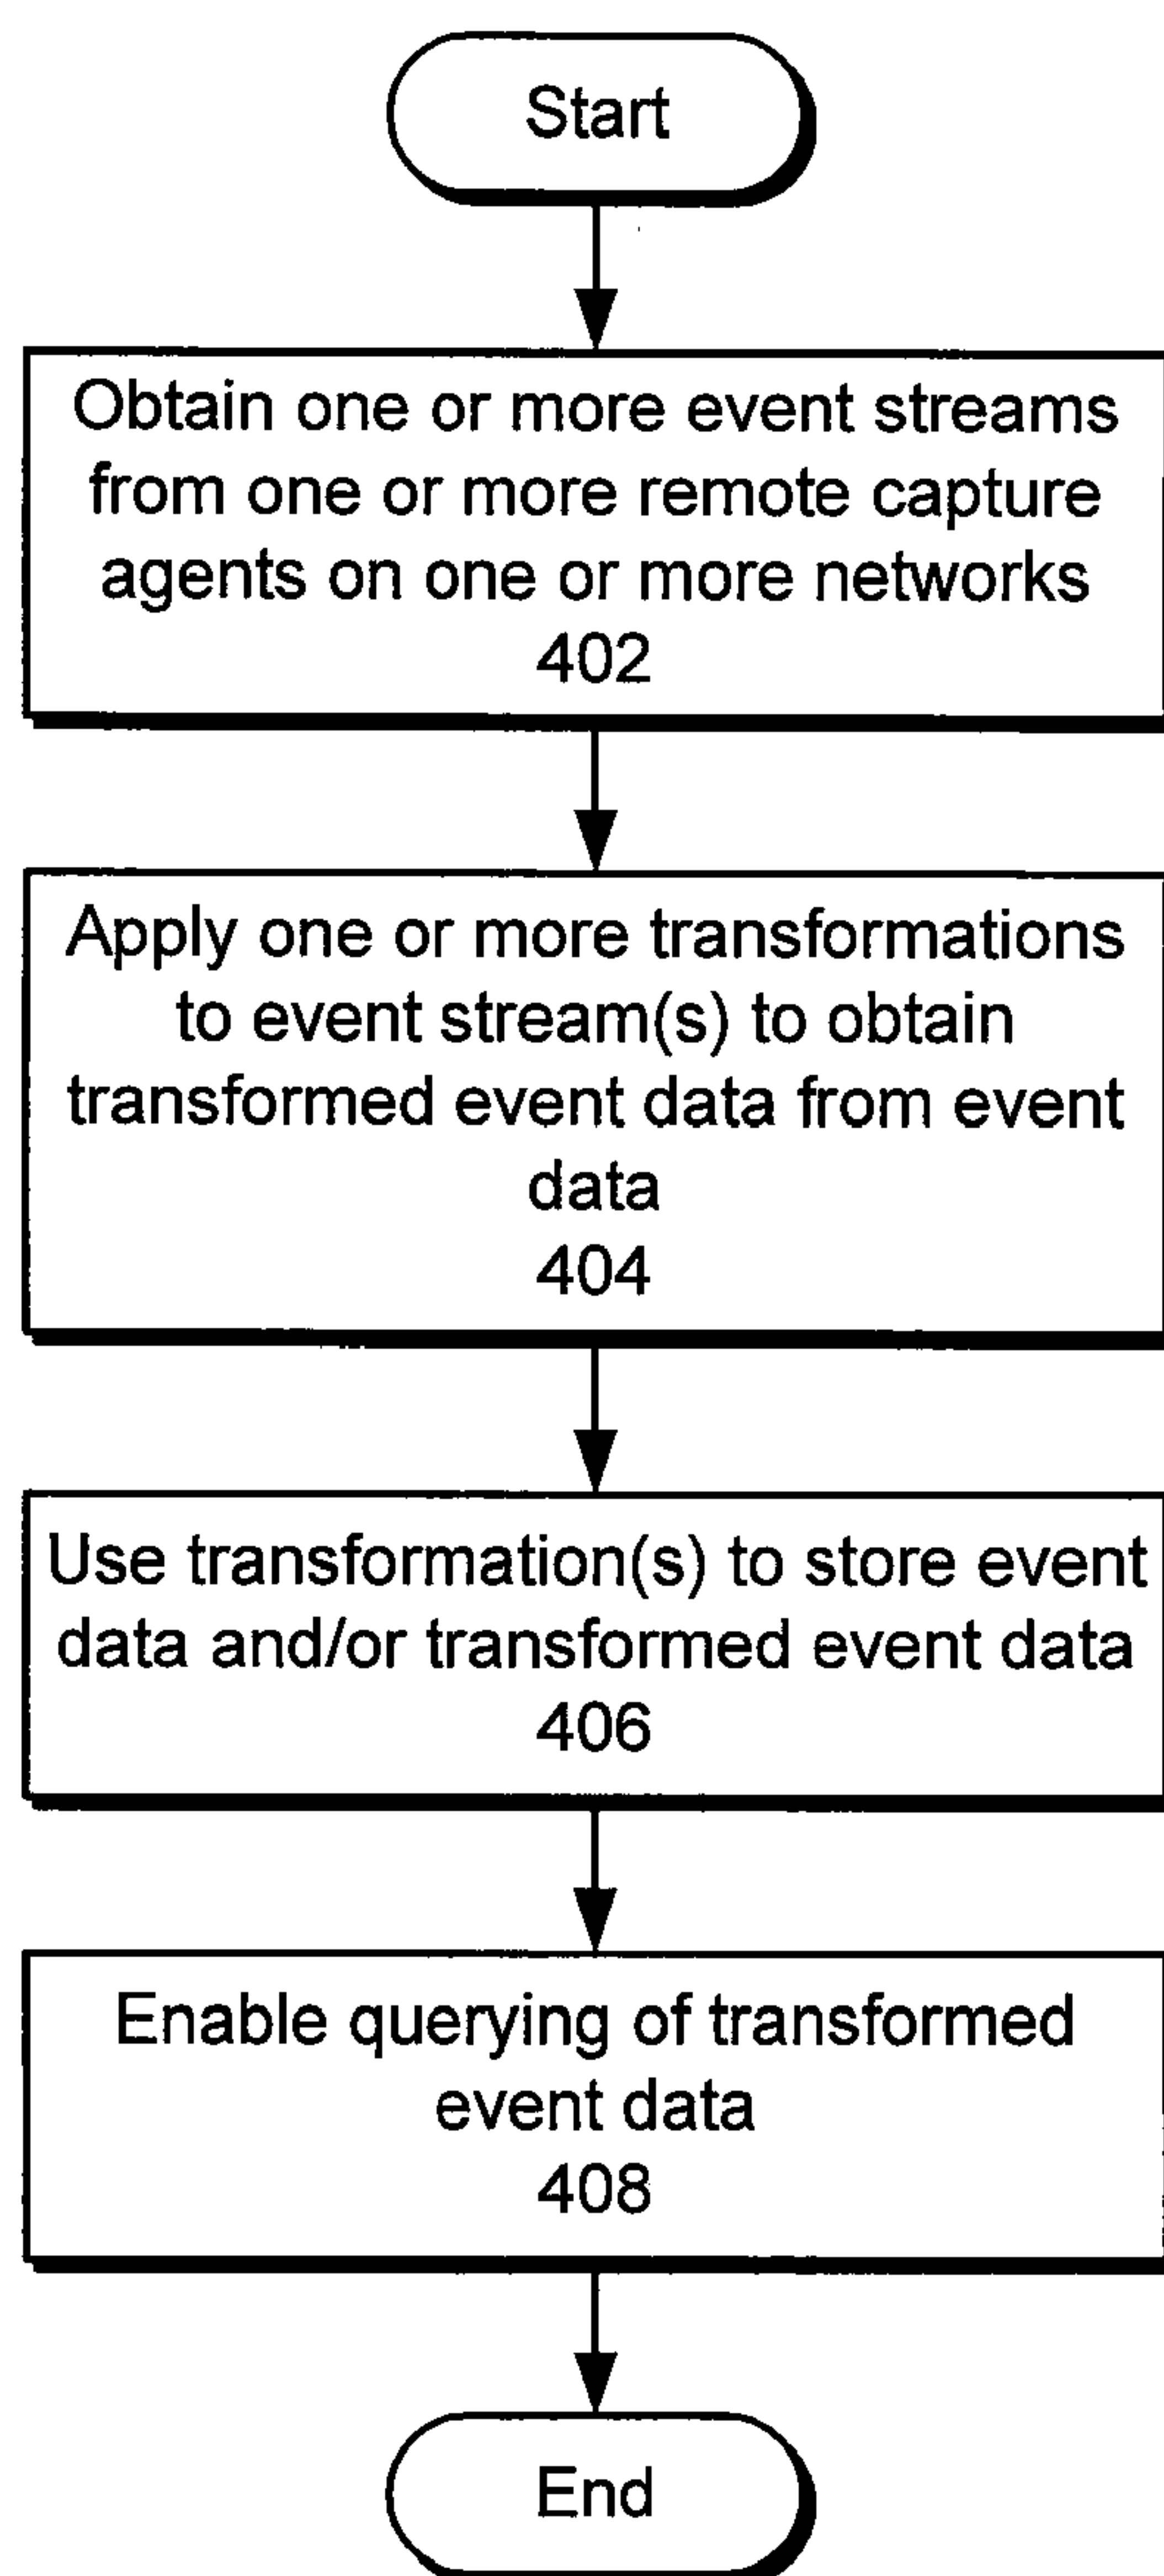 Start
Obtain one or more event streams
from one or more remote capture
agents on one or more networks
402
Apply one or more transformations
to event stream(s) to obtain
transformed event data from event
data
404
Use transformation(s) to store event
data and/or transformed event data
406
Enable querying of transformed
event data
408
End